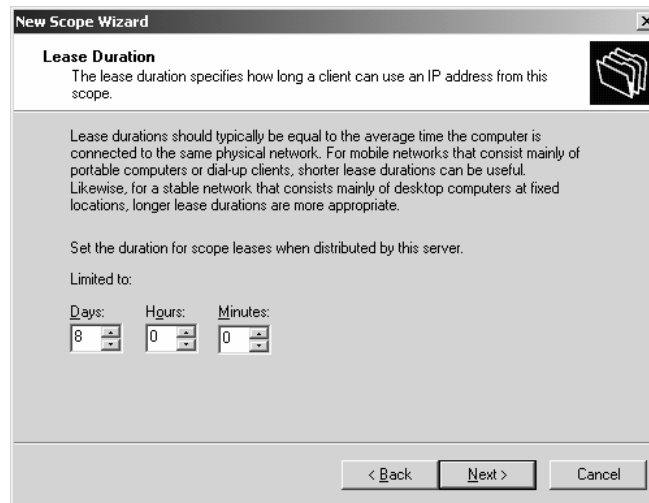 New Scope Wizard
Lease Duration
The lease duration specifies how long a client can use an IP address from this
scope.
Lease durations should typically be equal to the average time the computer is
connected to the same physical network. For mobile networks that consist mainly of
portable computers or dial-up clients, shorter lease durations can be useful.
Likewise, for a stable network that consists mainly of desktop computers at fixed
locations, longer lease durations are more appropriate.
Set the duration for scope leases when distributed by this server.
Limited to:
Days: Hours: Minutes:
8 0 0
< Back Next > Cancel